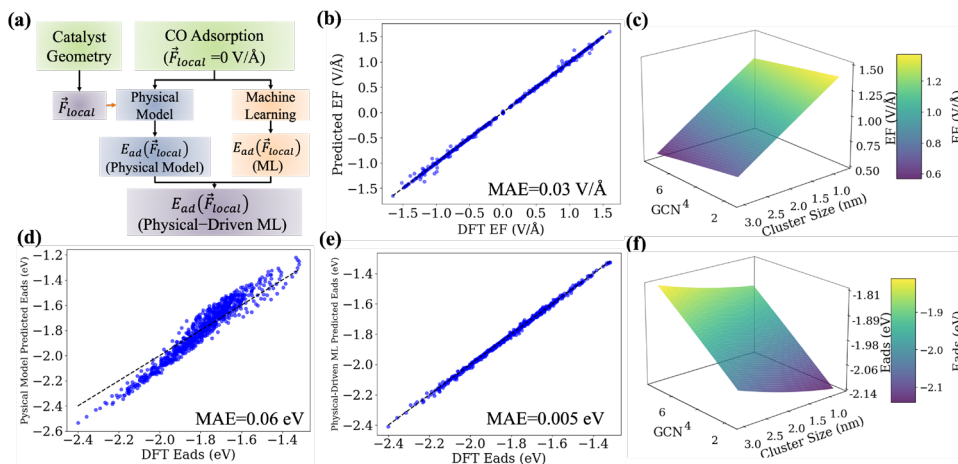 (a)
Catalyst
Geometry
CO Adsorption
(F⃗local =0 V/Å)
F⃗local
Physical
Model
Machine
Learning
Ead(F⃗local)
(Physical Model)
Ead(F⃗local)
(ML)
Ead(F⃗local)
(Physical–Driven ML)
(b)
Predicted EF (V/Å)
1.5
1.0
0.5
0.0
−0.5
−1.0
−1.5
MAE=0.03 V/Å
−1.5 −1.0 −0.5 0.0 0.5 1.0 1.5
DFT EF (V/Å)
(c)
1.50
1.25
1.00
0.75
0.50
EF (V/Å)
6
4
2
GCN
3.0 2.5 2.0 1.5 1.0
Cluster Size (nm)
1.2
1.0
0.8
0.6
EF (V/Å)
(d)
Pysical Model Predicted Eads (eV)
−1.2
−1.4
−1.6
−1.8
−2.0
−2.2
−2.4
−2.6
MAE=0.06 eV
−2.4 −2.2 −2.0 −1.8 −1.6 −1.4
DFT Eads (eV)
(e)
Physical-Driven ML Predicted Eads (eV)
−1.4
−1.6
−1.8
−2.0
−2.2
−2.4
MAE=0.005 eV
−2.4 −2.2 −2.0 −1.8 −1.6 −1.4
DFT Eads (eV)
(f)
-1.81
-1.89
-1.98
-2.06
-2.14
Eads (eV)
6
4
2
GCN
3.0 2.5 2.0 1.5 1.0
Cluster Size (nm)
−1.9
−2.0
−2.1
Eads (eV)